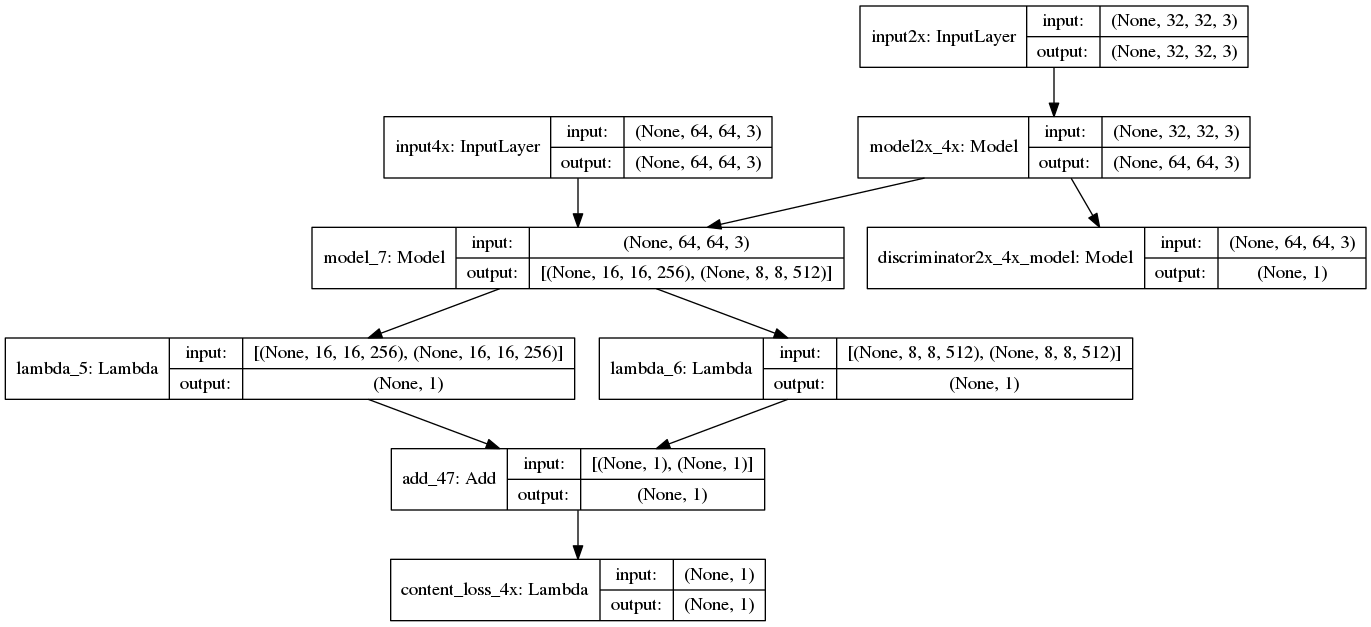 input2x: InputLayer
input: (None, 32, 32, 3)
output: (None, 32, 32, 3)
input4x: InputLayer
input: (None, 64, 64, 3)
output: (None, 64, 64, 3)
model2x_4x: Model
input: (None, 32, 32, 3)
output: (None, 64, 64, 3)
model_7: Model
input: (None, 64, 64, 3)
output: [(None, 16, 16, 256), (None, 8, 8, 512)]
discriminator2x_4x_model: Model
input: (None, 64, 64, 3)
output: (None, 1)
lambda_5: Lambda
input: [(None, 16, 16, 256), (None, 16, 16, 256)]
output: (None, 1)
lambda_6: Lambda
input: [(None, 8, 8, 512), (None, 8, 8, 512)]
output: (None, 1)
add_47: Add
input: [(None, 1), (None, 1)]
output: (None, 1)
content_loss_4x: Lambda
input: (None, 1)
output: (None, 1)